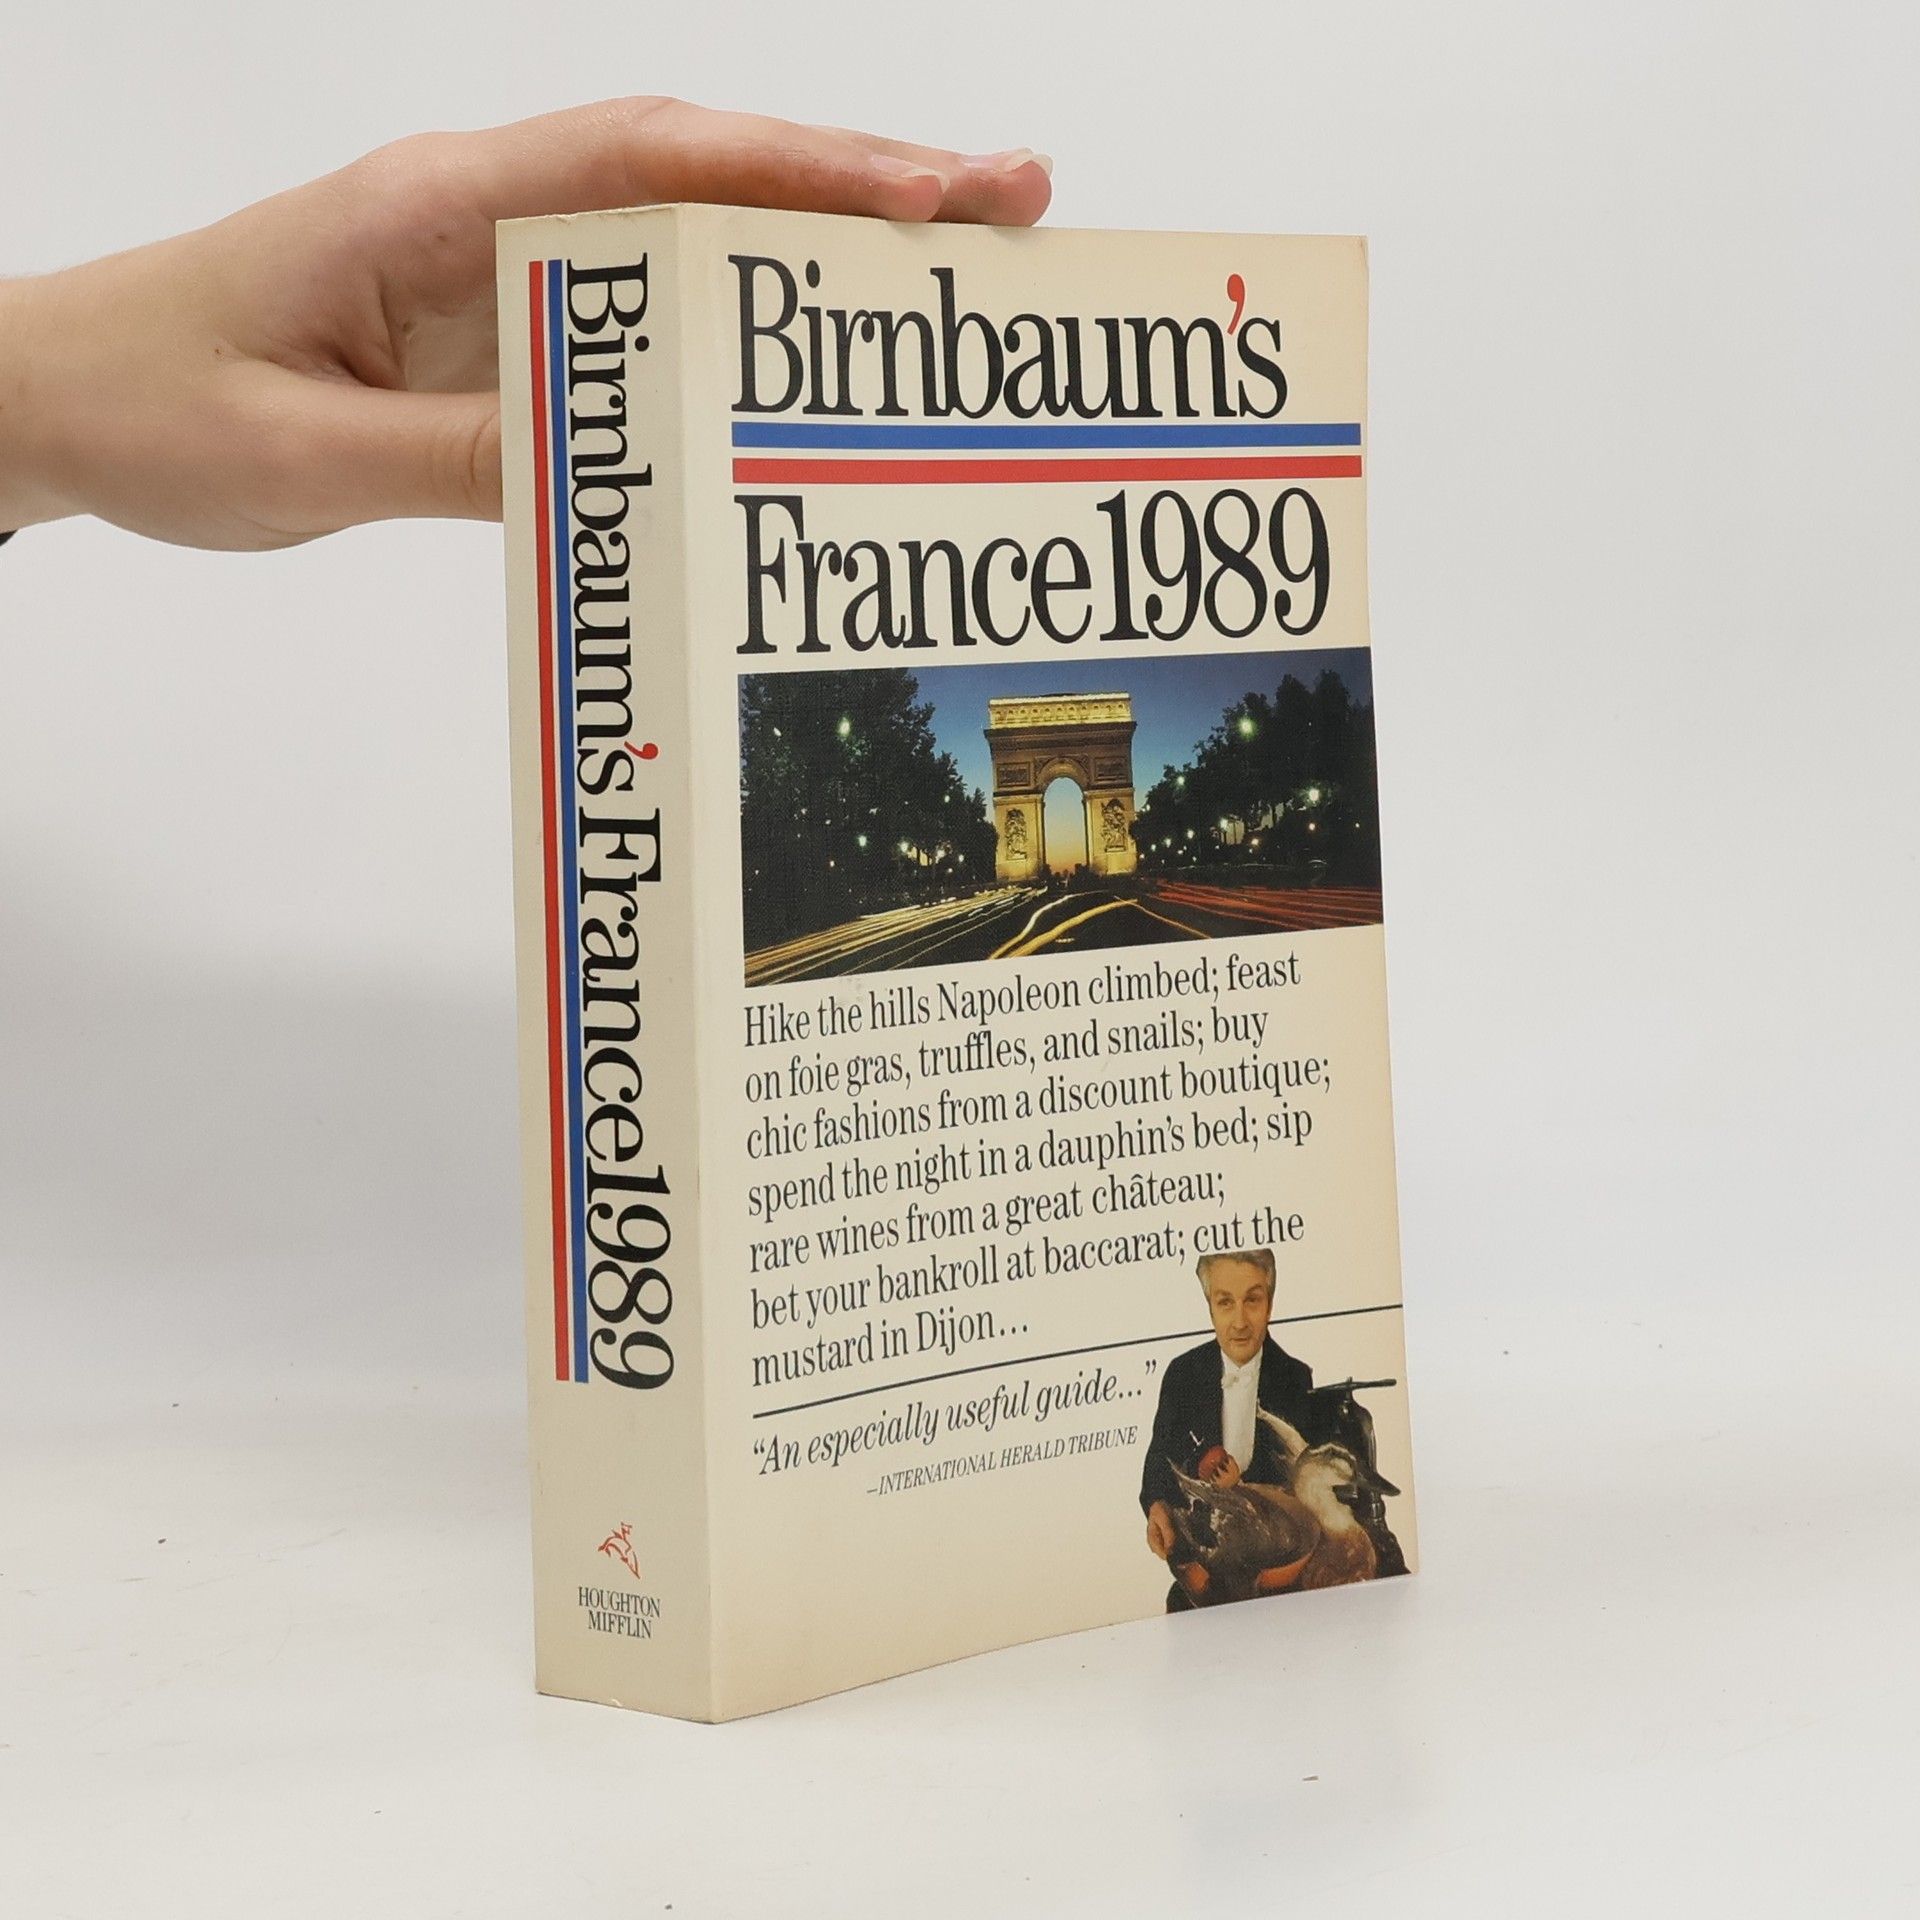 Birnbaum's France 1989
HOUGHTON
MIFFLIN
Birnbaum's
France 1989
Hike the hills Napoleon climbed; feast
on foie gras, truffles, and snails; buy
chic fashions from a discount boutique;
spend the night in a dauphin's bed; sip
rare wines from a great château;
bet your bankroll at baccarat; cut the
mustard in Dijon...
“An especially useful guide...”
–INTERNATIONAL HERALD TRIBUNE